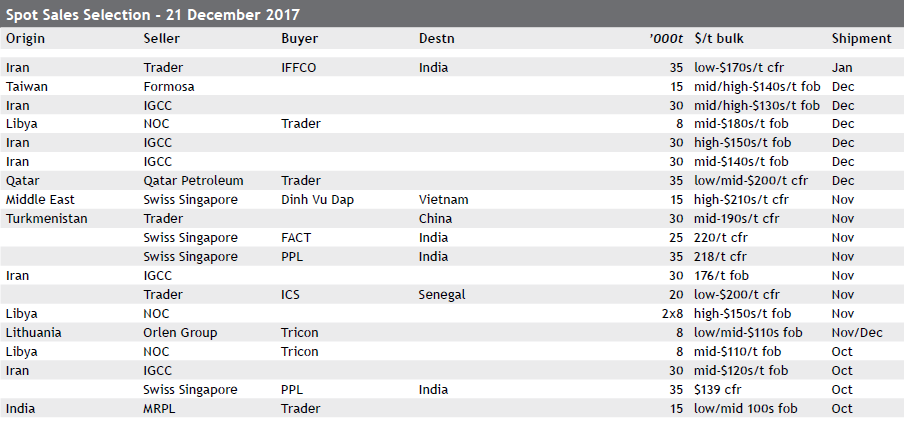 Spot Sales Selection - 21 December 2017
Origin Seller Buyer Destn '000t $/t bulk Shipment
Iran Trader IFFCO India 35 low-$170s/t cfr Jan
Taiwan Formosa 15 mid/high-$140s/t fob Dec
Iran IGCC 30 mid/high-$130s/t fob Dec
Libya NOC Trader 8 mid-$180s/t fob Dec
Iran IGCC 30 high-$150s/t fob Dec
Iran IGCC 30 mid-$140s/t fob Dec
Qatar Qatar Petroleum Trader 35 low/mid-$200/t cfr Dec
Middle East Swiss Singapore Dinh Vu Dap Vietnam 15 high-$210s/t cfr Nov
Turkmenistan Trader China 30 mid-190s/t cfr Nov
Swiss Singapore FACT India 25 220/t cfr Nov
Swiss Singapore PPL India 35 218/t cfr Nov
Iran IGCC 30 176/t fob Nov
Trader ICS Senegal 20 low-$200/t cfr Nov
Libya NOC 2x8 high-$150s/t fob Nov
Lithuania Orlen Group Tricon 8 low/mid-$110s fob Nov/Dec
Libya NOC Tricon 8 mid-$110/t fob Oct
Iran IGCC 30 mid-$120s/t fob Oct
Swiss Singapore PPL India 35 $139 cfr Oct
India MRPL Trader 15 low/mid 100s fob Oct